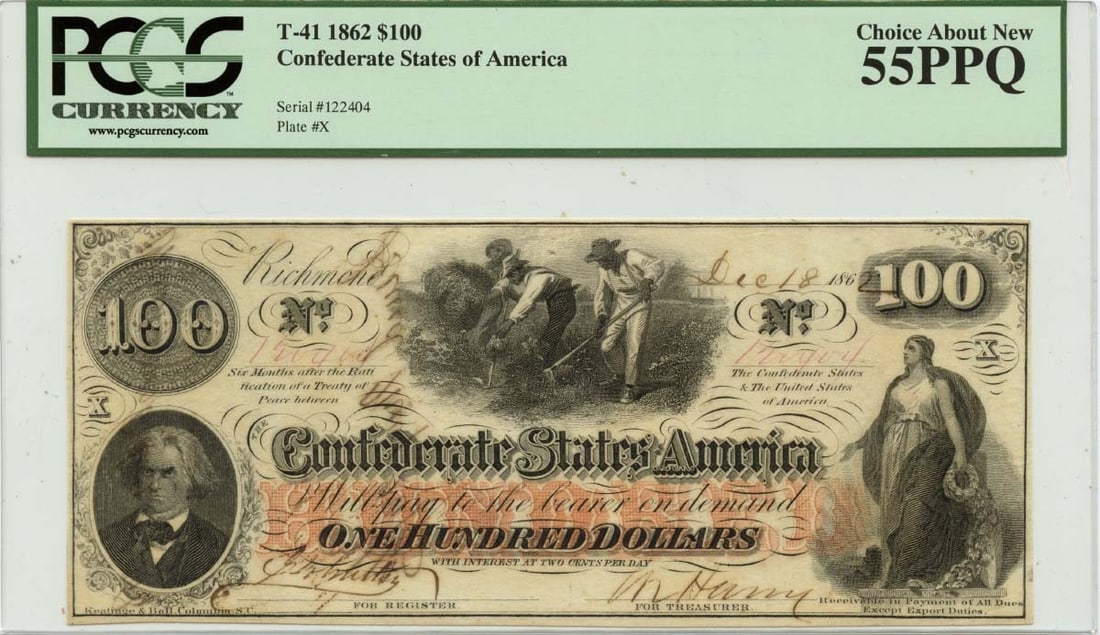 PCGS
CURRENCY
www.pcgscurrency.com
T-41 1862 $100
Confederate States of America
Serial #122404
Plate #X
Choice About New
55PPQ
Richmond
Dec 18 1862
100
100
No
No
X
X
Six Months after the Rati
fication of a Treaty of
Peace between
The Confederate States
& The United States
of America.
THE
Confederate States America
Will pay to the bearer on demand
ONE HUNDRED DOLLARS
WITH INTEREST AT TWO CENTS PER DAY
FOR REGISTER
FOR TREASURER
Keatinge & Ball, Columbia, S.C.
Receivable in Payment of All Dues
Except Export Duties.